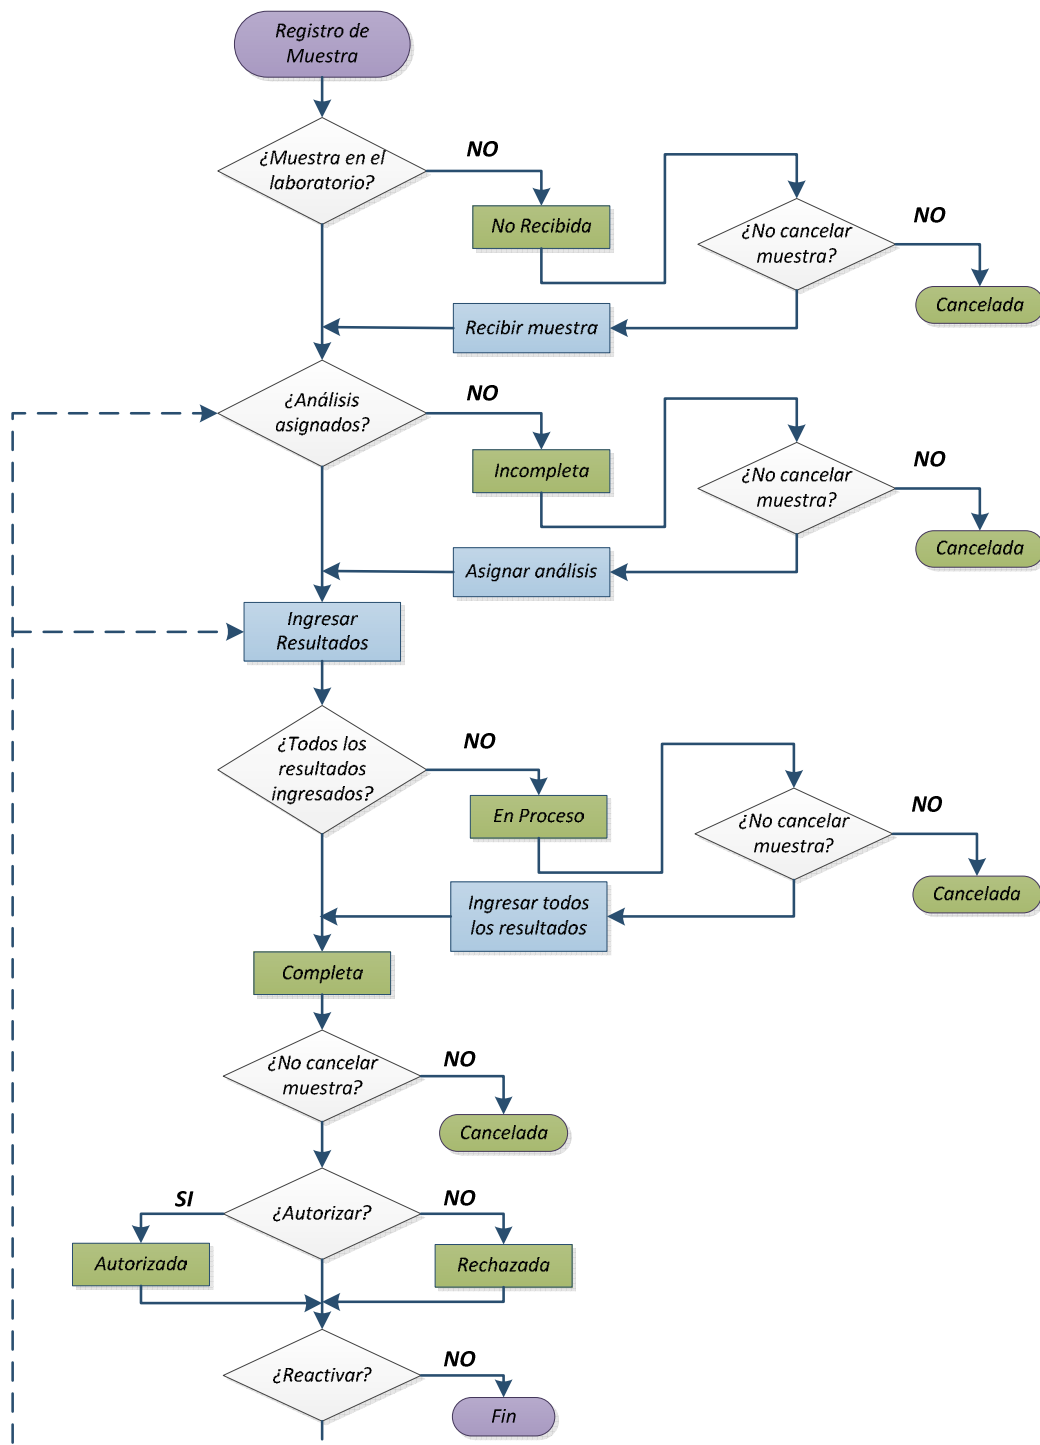 Registro de
Muestra
¿Muestra en el
laboratorio?
NO
No Recibida
¿No cancelar
muestra?
NO
Cancelada
Recibir muestra
¿Análisis
asignados?
NO
Incompleta
¿No cancelar
muestra?
NO
Cancelada
Asignar análisis
Ingresar
Resultados
¿Todos los
resultados
ingresados?
NO
En Proceso
¿No cancelar
muestra?
NO
Cancelada
Ingresar todos
los resultados
Completa
¿No cancelar
muestra?
NO
Cancelada
¿Autorizar?
SI
NO
Autorizada
Rechazada
¿Reactivar?
NO
Fin